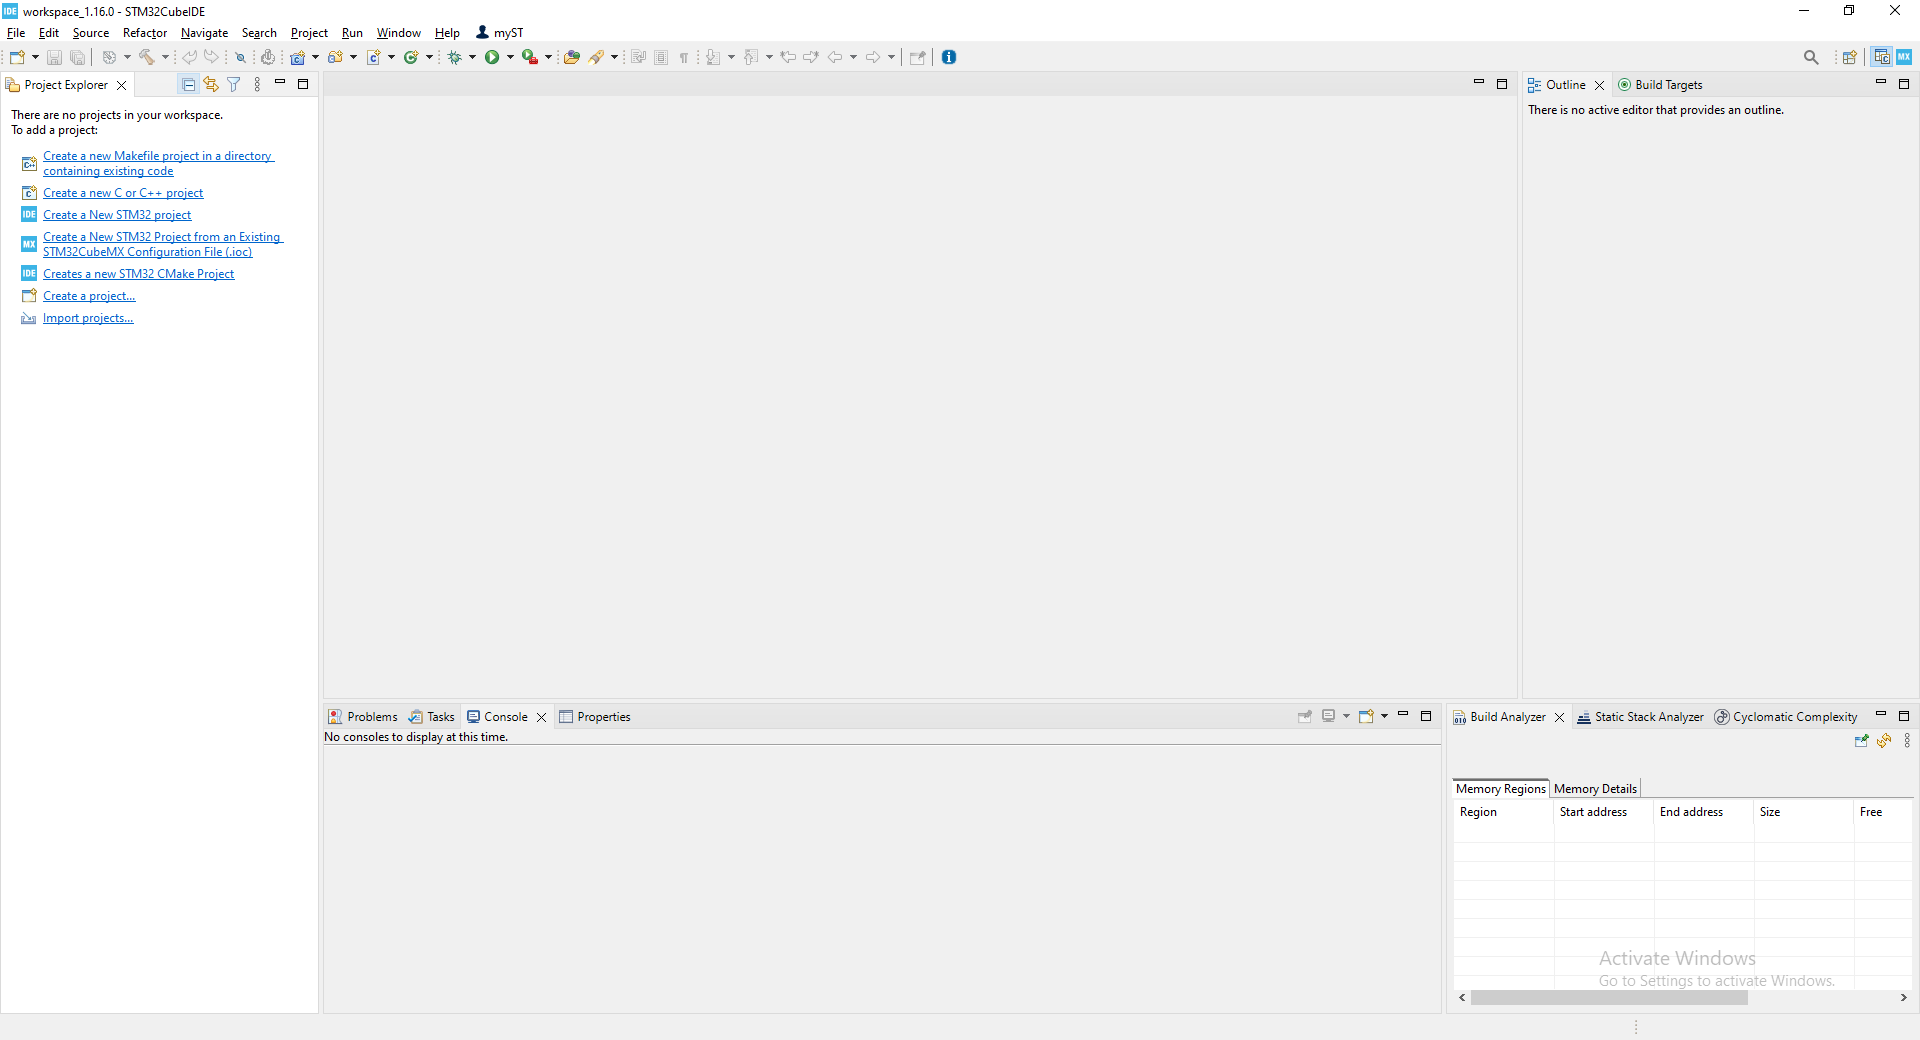 IDE workspace_1.16.0 - STM32CubeIDE
File Edit Source Refactor Navigate Search Project Run Window Help myST
MX
Project Explorer
There are no projects in your workspace.
To add a project:
Create a new Makefile project in a directory
containing existing code
Create a new C or C++ project
IDE Create a New STM32 project
MX Create a New STM32 Project from an Existing
STM32CubeMX Configuration File (.ioc)
IDE Creates a new STM32 CMake Project
Create a project...
Import projects...
Outline Build Targets
There is no active editor that provides an outline.
Problems Tasks Console Properties
No consoles to display at this time.
Build Analyzer Static Stack Analyzer Cyclomatic Complexity
Memory Regions Memory Details
Region Start address End address Size Free
Activate Windows
Go to Settings to activate Windows.